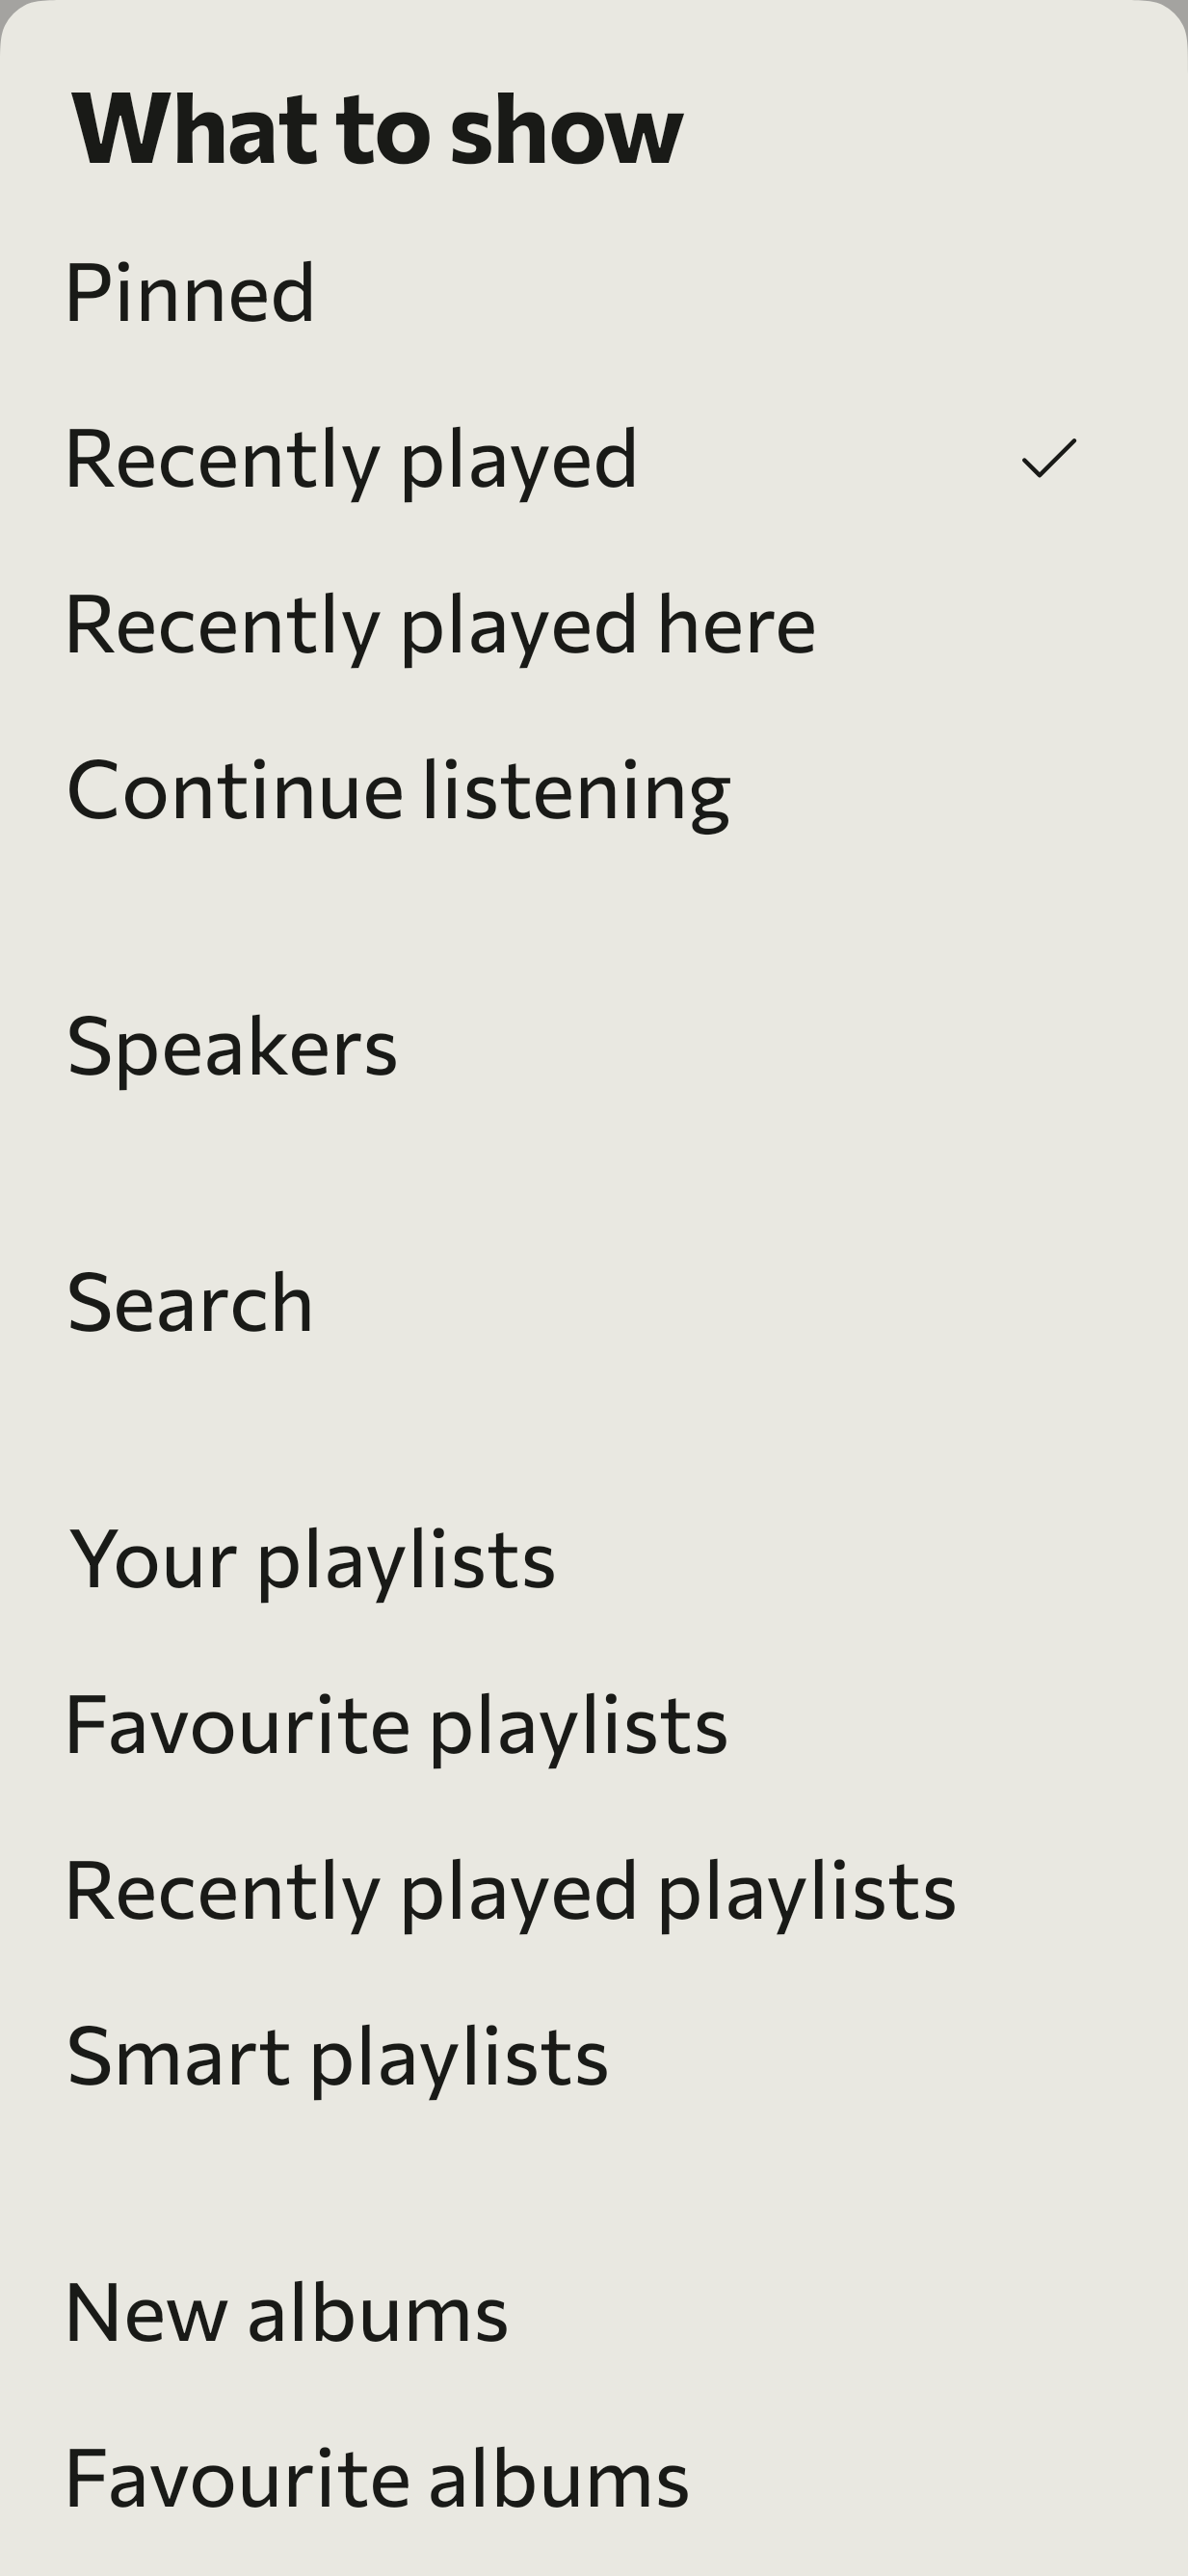 What to show
Pinned
Recently played
Recently played here
Continue listening
Speakers
Search
Your playlists
Favourite playlists
Recently played playlists
Smart playlists
New albums
Favourite albums